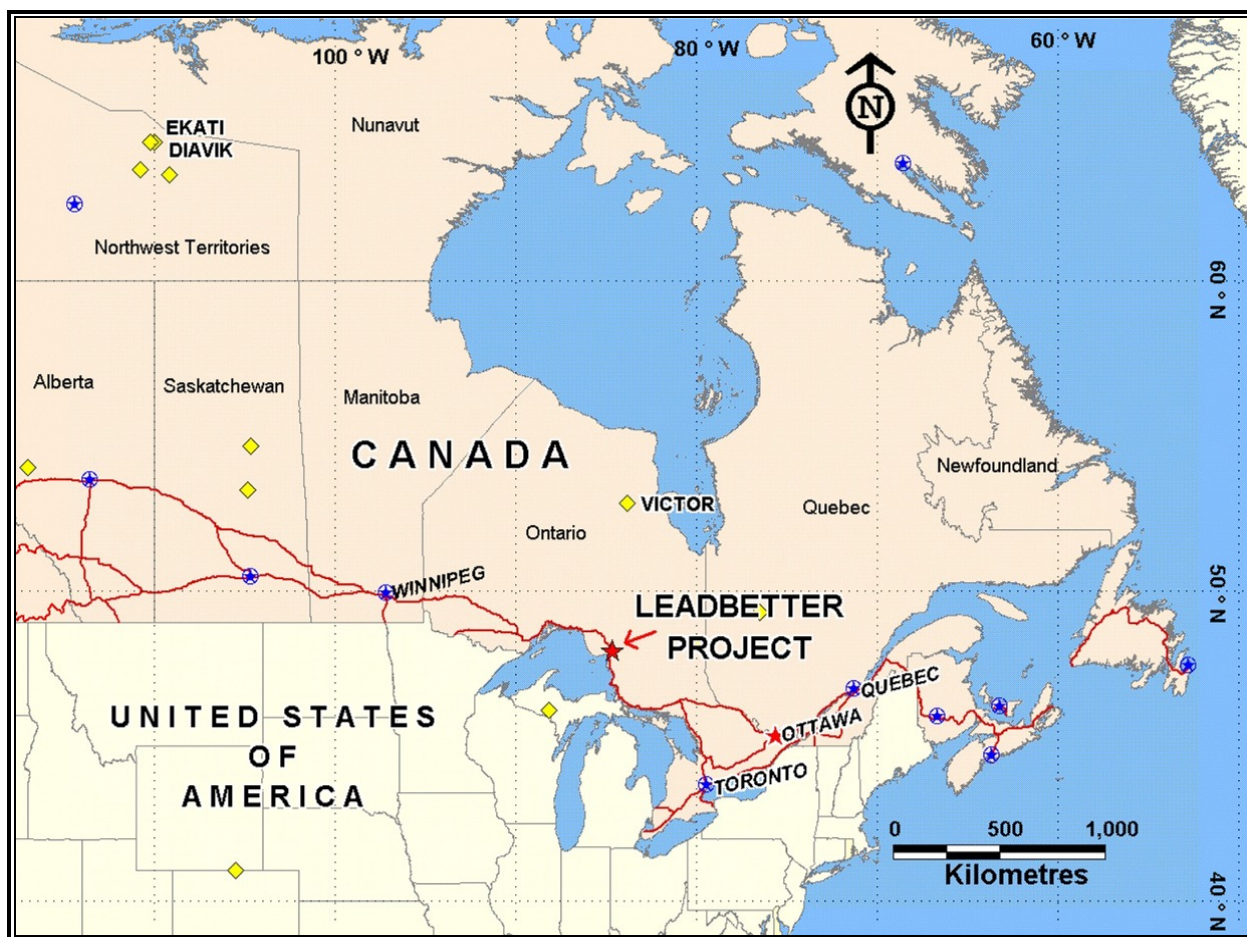 100 ° W
80 ° W
60 ° W
N
EKATI
DIAVIK
Nunavut
Northwest Territories
60 ° N
Alberta
Saskatchewan
Manitoba
CANADA
Newfoundland
VICTOR
Quebec
Ontario
WINNIPEG
50 ° N
LEADBETTER
PROJECT
QUEBEC
UNITED STATES
OF
AMERICA
OTTAWA
TORONTO
0 500 1,000
Kilometres
40 ° N